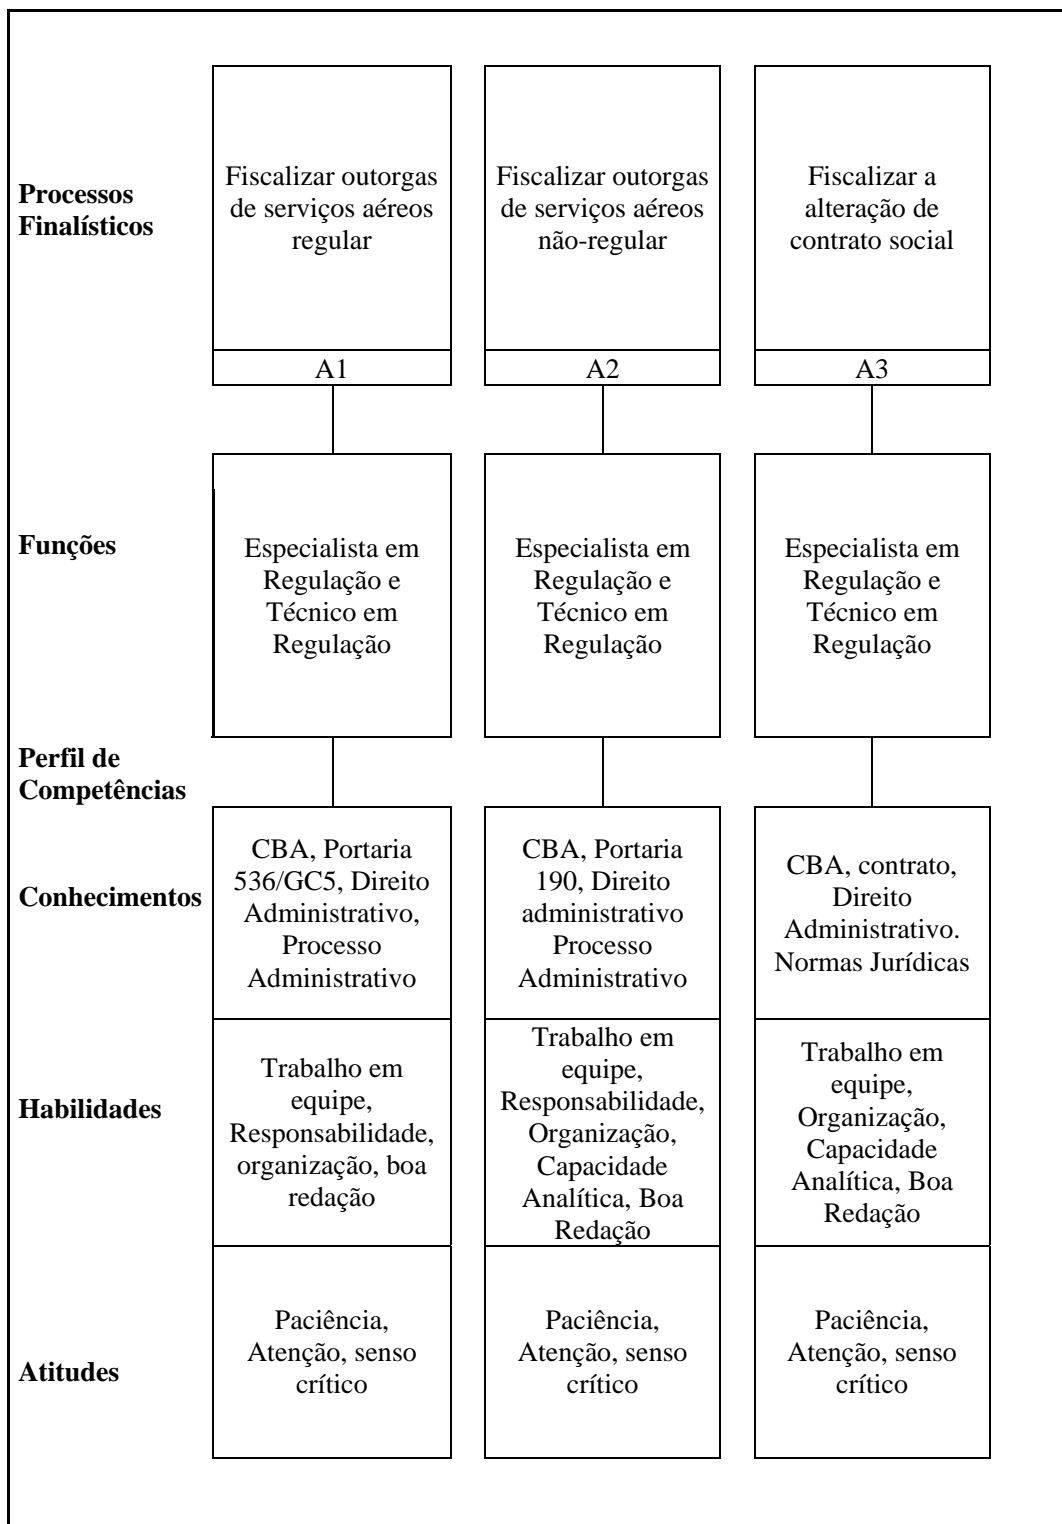 Processos
Finalísticos
Fiscalizar outorgas
de serviços aéreos
regular
A1
Fiscalizar outorgas
de serviços aéreos
não-regular
A2
Fiscalizar a
alteração de
contrato social
A3
Funções
Especialista em
Regulação e
Técnico em
Regulação
Especialista em
Regulação e
Técnico em
Regulação
Especialista em
Regulação e
Técnico em
Regulação
Perfil de
Competências
Conhecimentos
CBA, Portaria
536/GC5, Direito
Administrativo,
Processo
Administrativo
CBA, Portaria
190, Direito
administrativo
Processo
Administrativo
CBA, contrato,
Direito
Administrativo.
Normas Jurídicas
Habilidades
Trabalho em
equipe,
Responsabilidade,
organização, boa
redação
Trabalho em
equipe,
Responsabilidade,
Organização,
Capacidade
Analítica, Boa
Redação
Trabalho em
equipe,
Organização,
Capacidade
Analítica, Boa
Redação
Atitudes
Paciência,
Atenção, senso
crítico
Paciência,
Atenção, senso
crítico
Paciência,
Atenção, senso
crítico